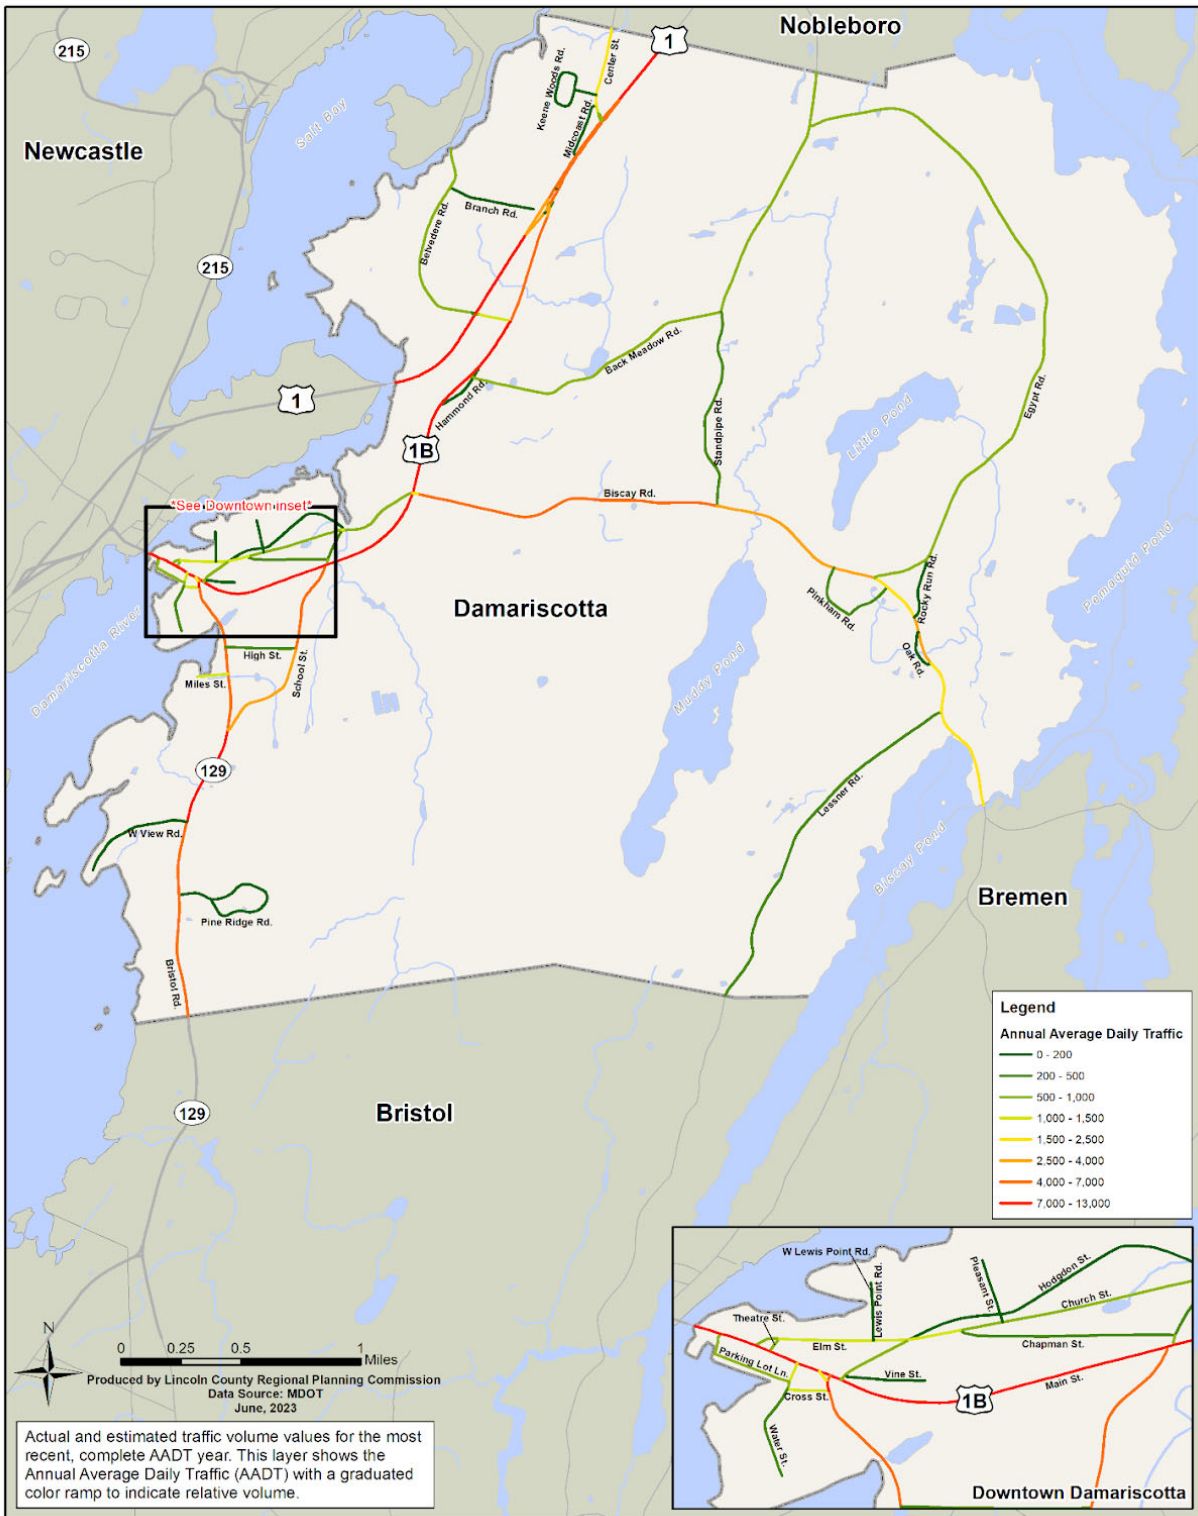 Nobleboro
215
1
Center St.
Keene Woods Rd.
Salt Bay
Midcoast Rd.
Newcastle
Branch Rd.
Belvedere Rd.
215
Back Meadow Rd.
1
Hammond Rd.
Egypt Rd.
Little Pond
Standpipe Rd.
1B
Biscay Rd.
*See Downtown inset*
Pemaquid Pond
Rocky Run Rd.
Pinkham Rd.
Damariscotta
Damariscotta River
High St.
School St.
Oak Rd.
Miles St.
Muddy Pond
129
Lessner Rd.
W View Rd.
Biscay Pond
Bremen
Pine Ridge Rd.
Bristol Rd.
129
Bristol
Legend
Annual Average Daily Traffic
0 - 200
200 - 500
500 - 1,000
1,000 - 1,500
1,500 - 2,500
2,500 - 4,000
4,000 - 7,000
7,000 - 13,000
W Lewis Point Rd.
Lewis Point Rd.
Pleasant St.
Hodgdon St.
Church St.
Theatre St.
Elm St.
Chapman St.
Parking Lot Ln.
Vine St.
Main St.
Cross St.
1B
Water St.
Downtown Damariscotta
N
0 0.25 0.5 1
Miles
Produced by Lincoln County Regional Planning Commission
Data Source: MDOT
June, 2023
Actual and estimated traffic volume values for the most
recent, complete AADT year. This layer shows the
Annual Average Daily Traffic (AADT) with a graduated
color ramp to indicate relative volume.